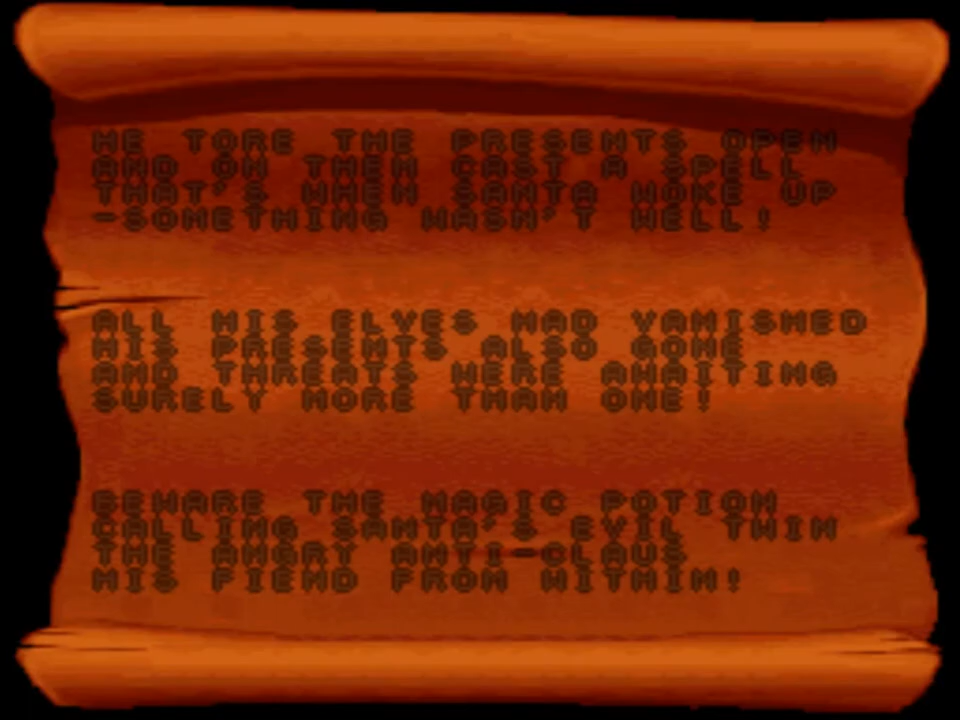 HE TORE THE PRESENTS OPEN
AND ON THEM CAST A SPELL
THAT'S WHEN SANTA WOKE UP
-SOMETHING WASN'T WELL!
ALL HIS ELVES HAD VANISHED
HIS PRESENTS ALSO GONE
AND THREATS WERE AWAITING
SURELY MORE THAN ONE!
BEWARE THE MAGIC POTION
CALLING SANTA'S EVIL TWIN
THE ANGRY ANTI-CLAUS
HIS FIEND FROM WITHIN!